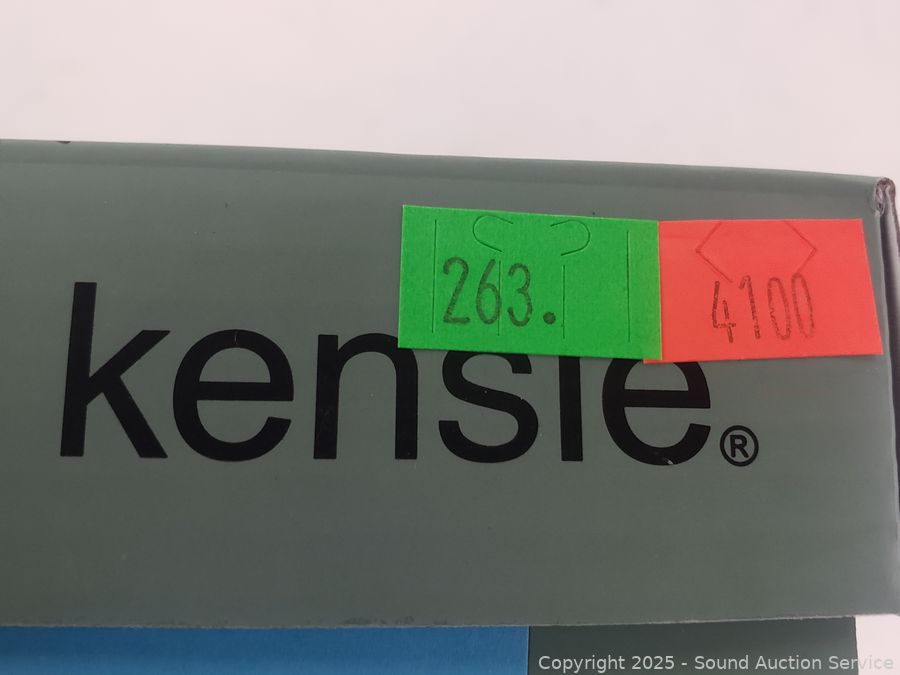 263.
4100
kensie®
Copyright 2025 - Sound Auction Service